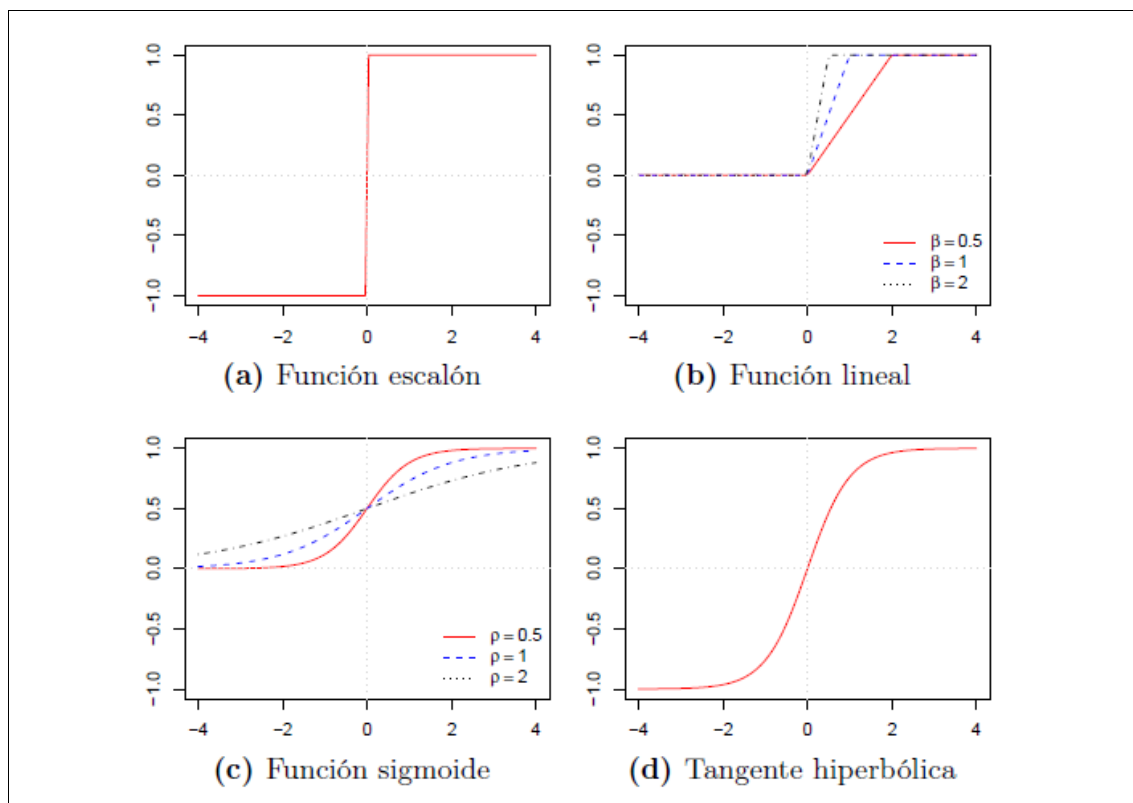 1.0
0.5
0.0
−0.5
−1.0
−4 −2 0 2 4
(a) Función escalón
1.0
0.5
0.0
−0.5
−1.0
β = 0.5
β = 1
β = 2
−4 −2 0 2 4
(b) Función lineal
1.0
0.5
0.0
−0.5
−1.0
ρ = 0.5
ρ = 1
ρ = 2
−4 −2 0 2 4
(c) Función sigmoide
1.0
0.5
0.0
−0.5
−1.0
−4 −2 0 2 4
(d) Tangente hiperbólica